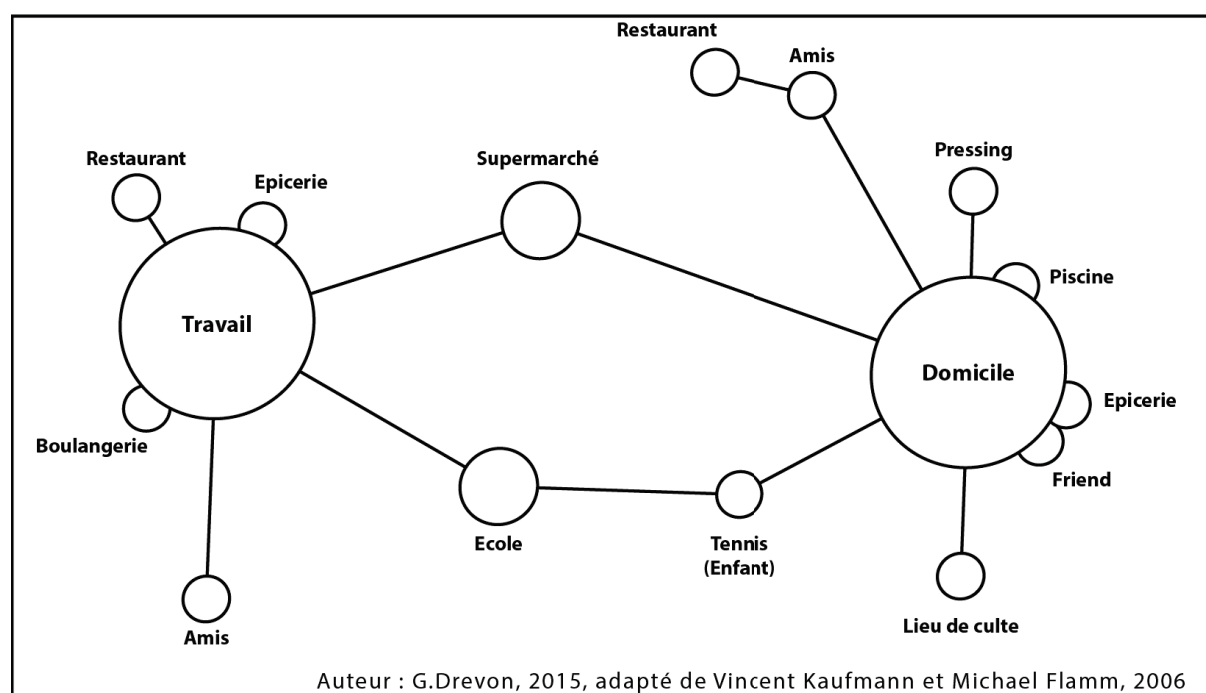 Restaurant
Amis
Restaurant
Epicerie
Supermarché
Pressing
Piscine
Travail
Domicile
Epicerie
Boulangerie
Friend
Ecole
Tennis
(Enfant)
Amis
Lieu de culte
Auteur : G.Drevon, 2015, adapté de Vincent Kaufmann et Michael Flamm, 2006